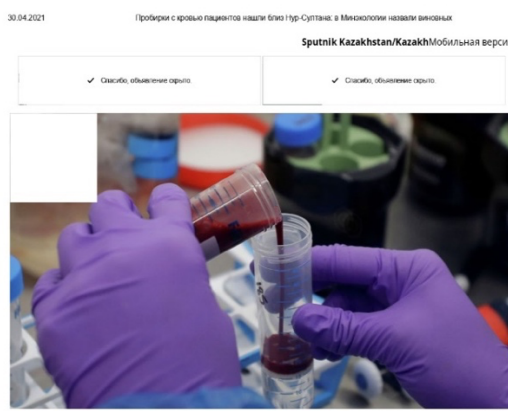 30.04.2021 Пробирки с кровью пациентов нашли близ Нур-Султана: в Минэкологии назвали виновных
Sputnik Kazakhstan/KazakhМобильная верси
✓ Спасибо, объявление скрыто. ✓ Спасибо, объявление скрыто.